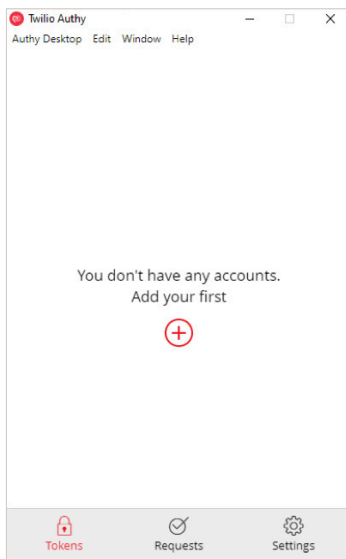 Twilio Authy
Authy Desktop Edit Window Help
You don't have any accounts.
Add your first
Tokens Requests Settings